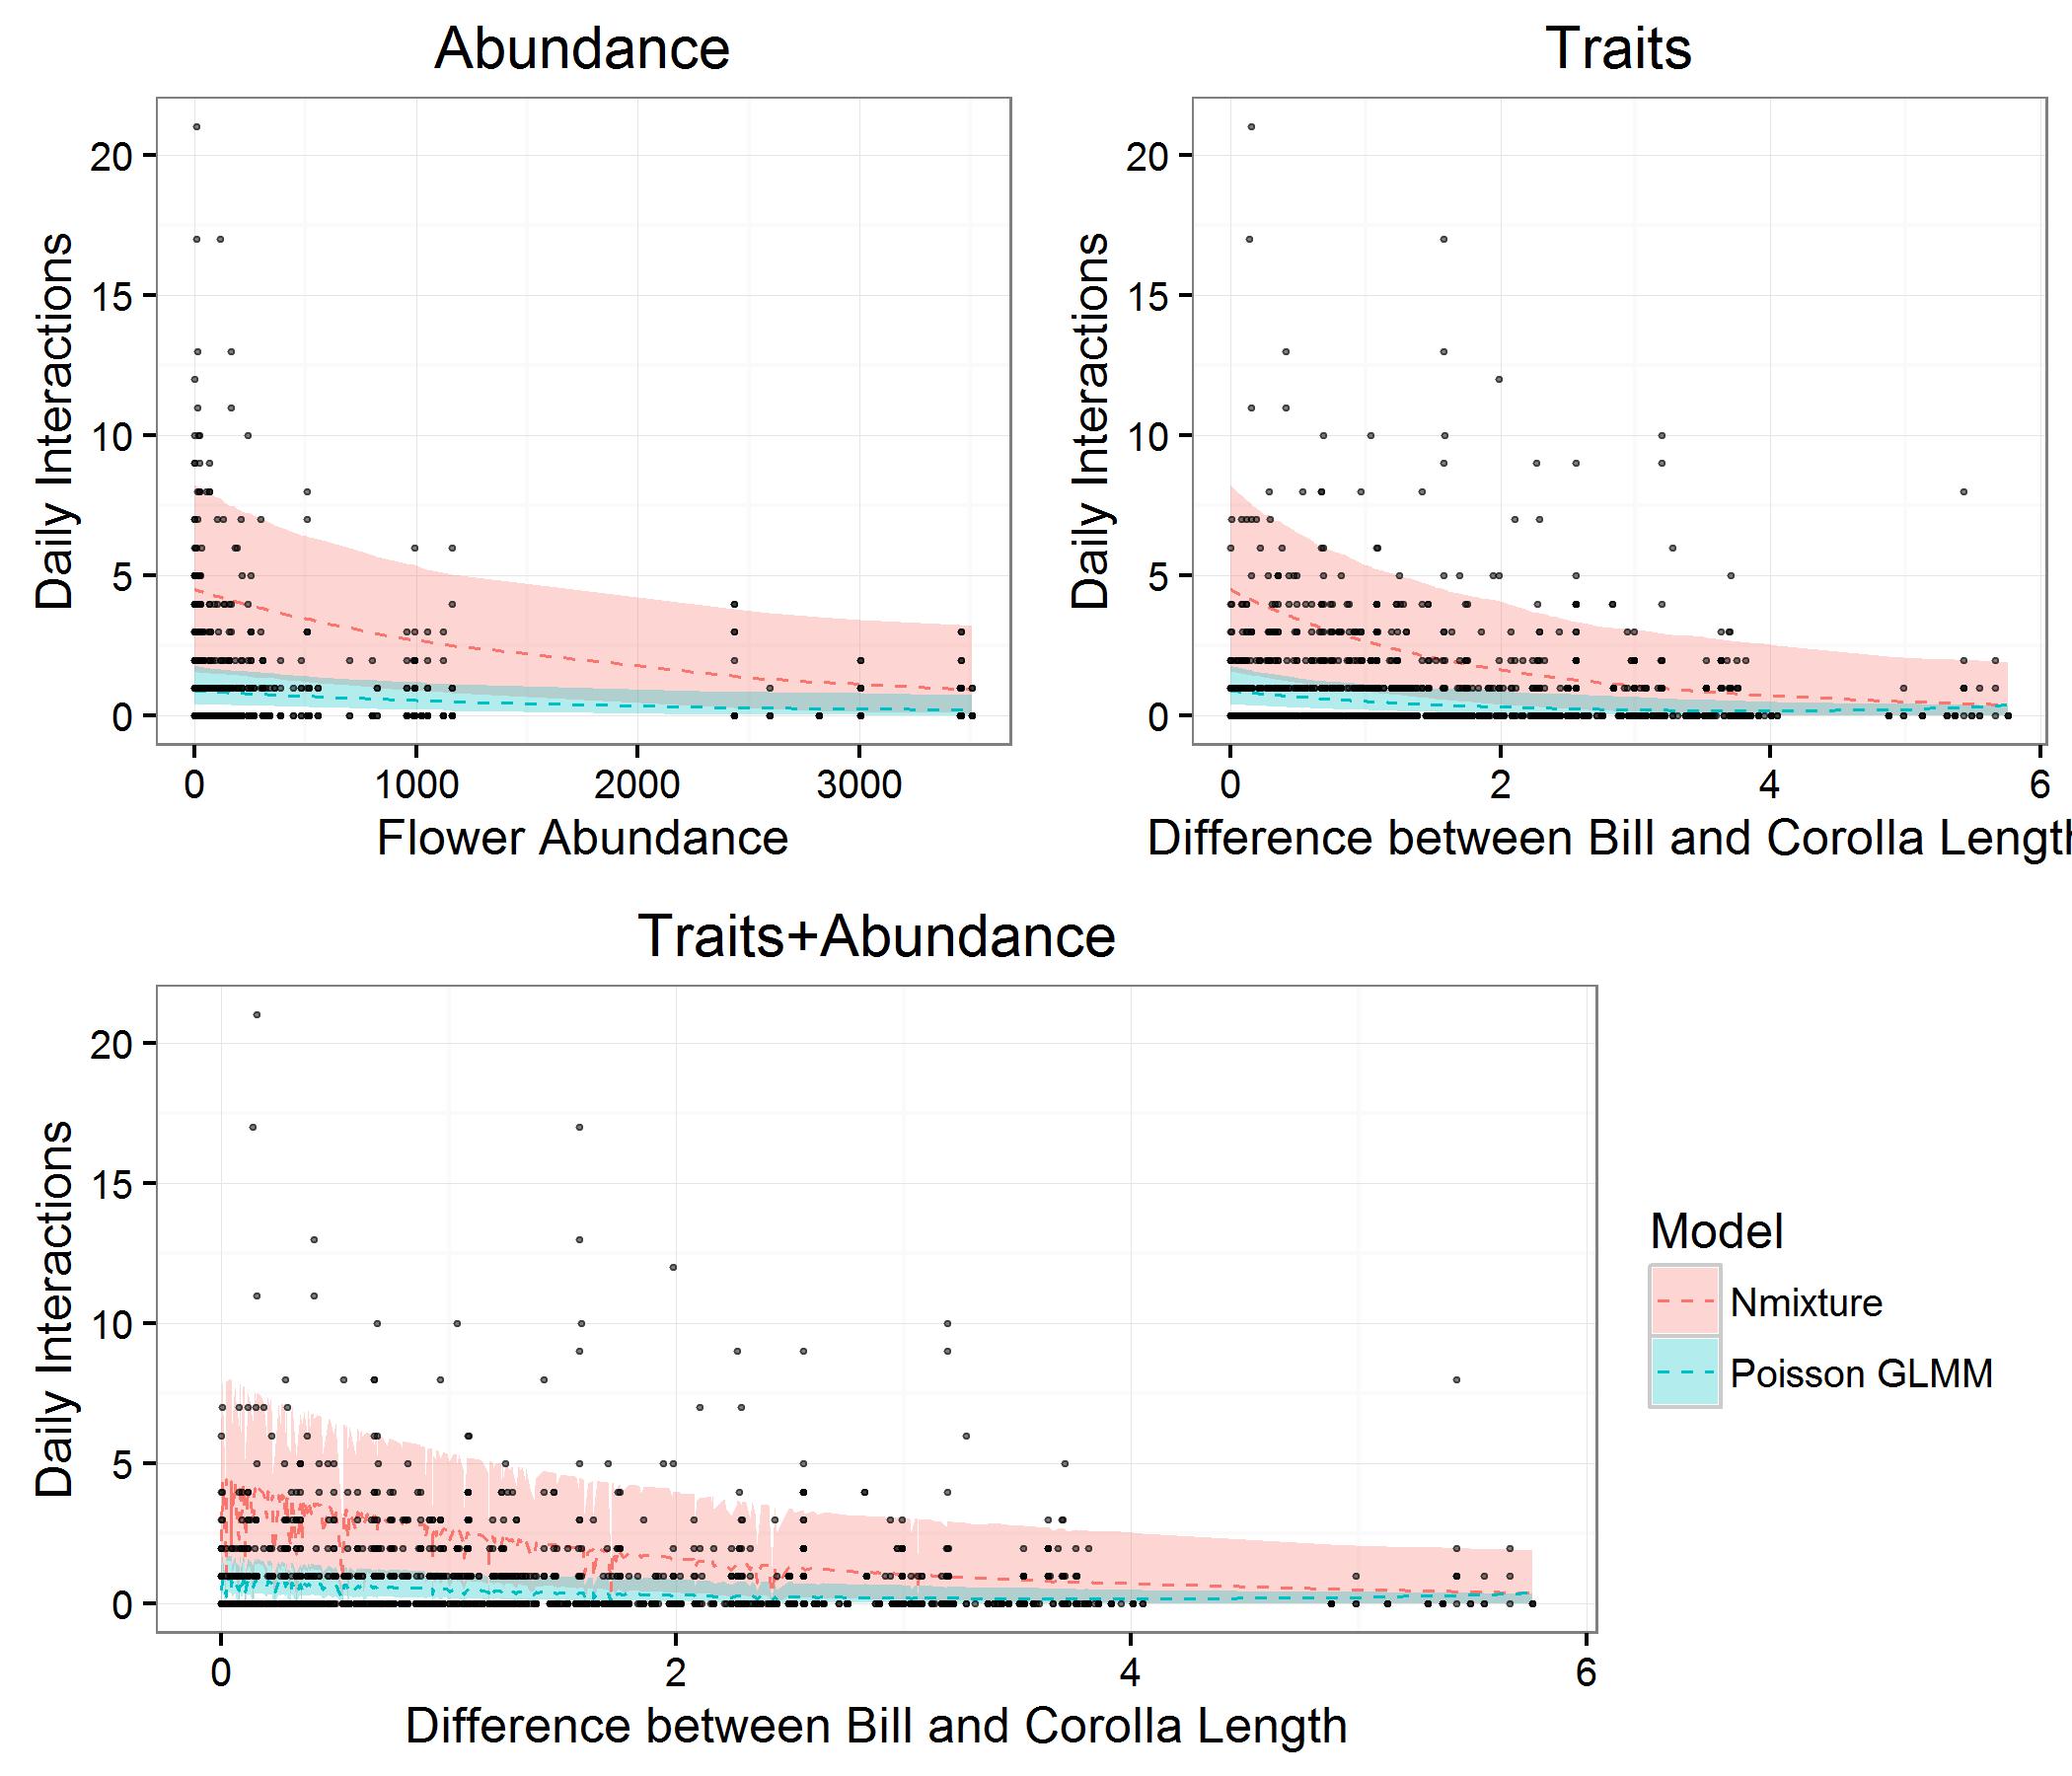 Abundance
Daily Interactions
20
15
10
5
0
0 1000 2000 3000
Flower Abundance
Traits
Daily Interactions
20
15
10
5
0
0 2 4 6
Difference between Bill and Corolla Length
Traits+Abundance
Daily Interactions
20
15
10
5
0
0 2 4 6
Difference between Bill and Corolla Length
Model
Nmixture
Poisson GLMM